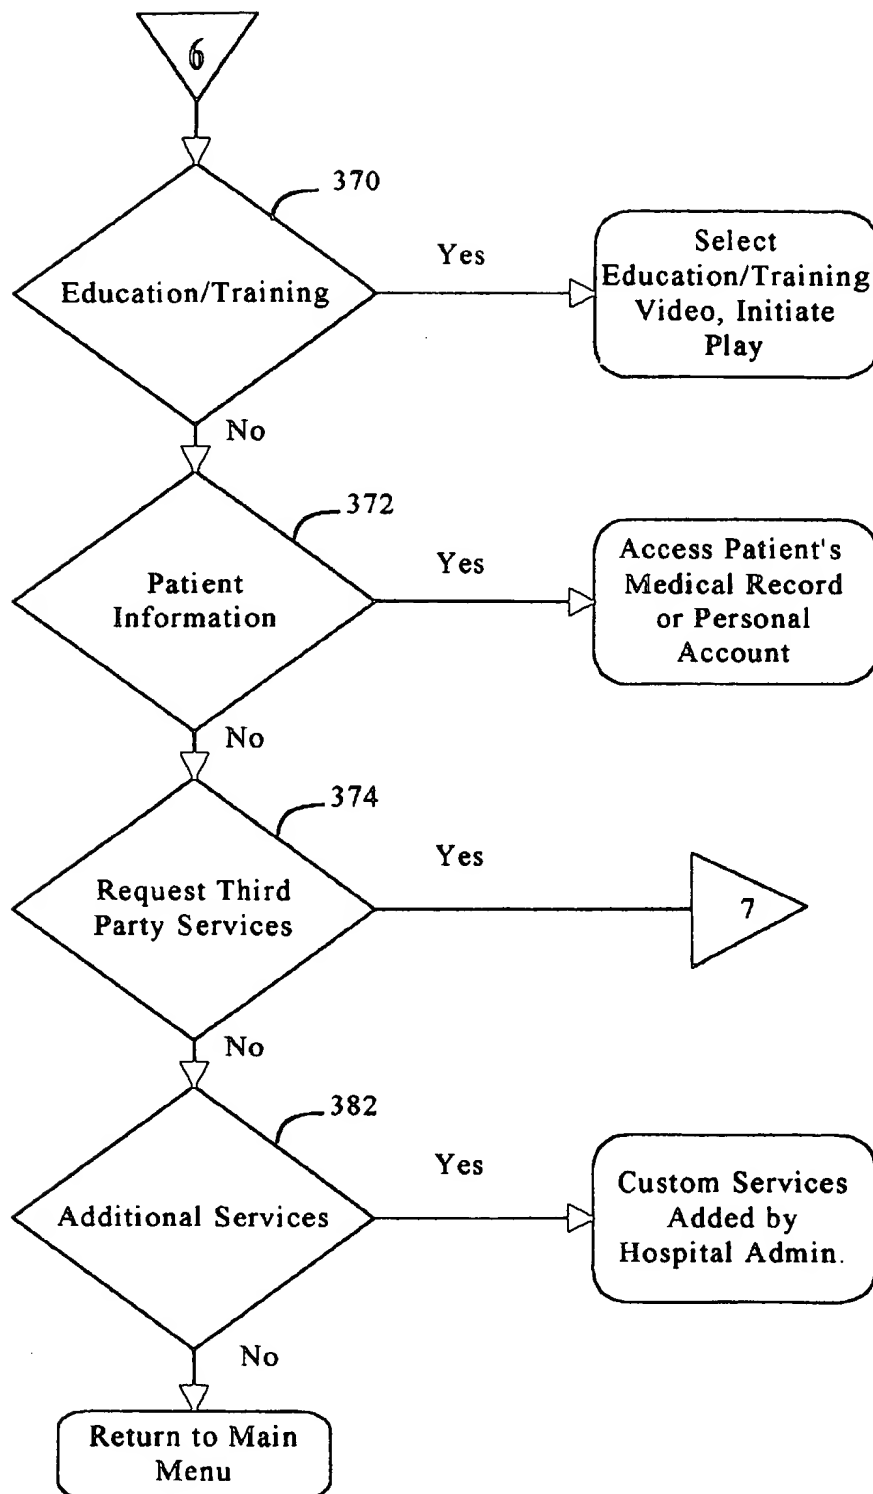 6
370
Education/Training
Yes
Select
Education/Training
Video, Initiate
Play
No
372
Patient
Information
Yes
Access Patient's
Medical Record
or Personal
Account
No
374
Request Third
Party Services
Yes
7
No
382
Additional Services
Yes
Custom Services
Added by
Hospital Admin.
No
Return to Main
Menu